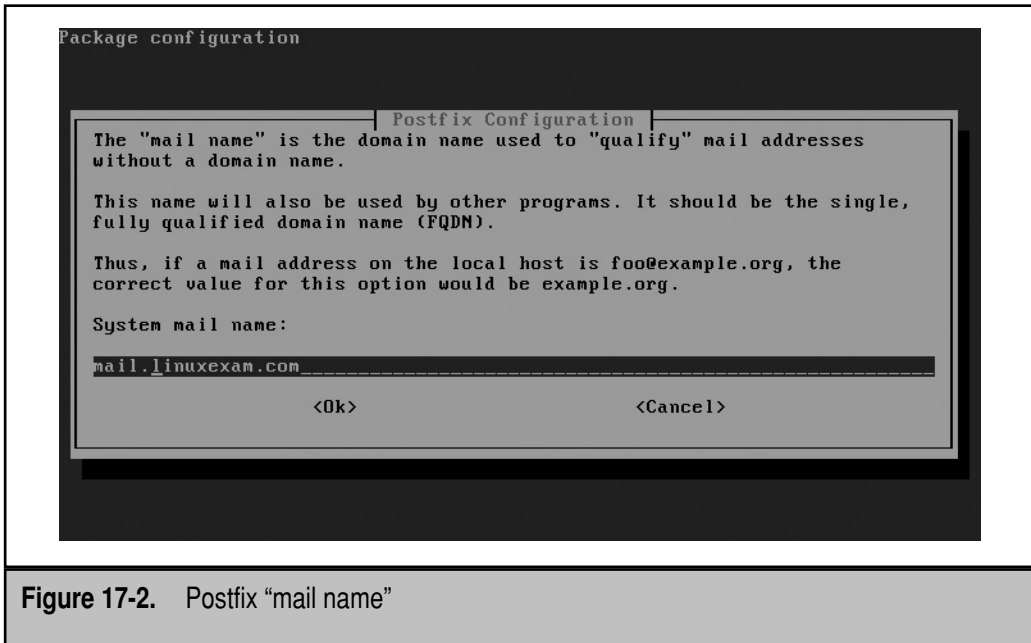 Package configuration
Postfix Configuration
The "mail name" is the domain name used to "qualify" mail addresses
without a domain name.
This name will also be used by other programs. It should be the single,
fully qualified domain name (FQDN).
Thus, if a mail address on the local host is foo@example.org, the
correct value for this option would be example.org.
System mail name:
mail.linuxexam.com
<Ok> <Cancel>
Figure 17-2. Postfix “mail name”